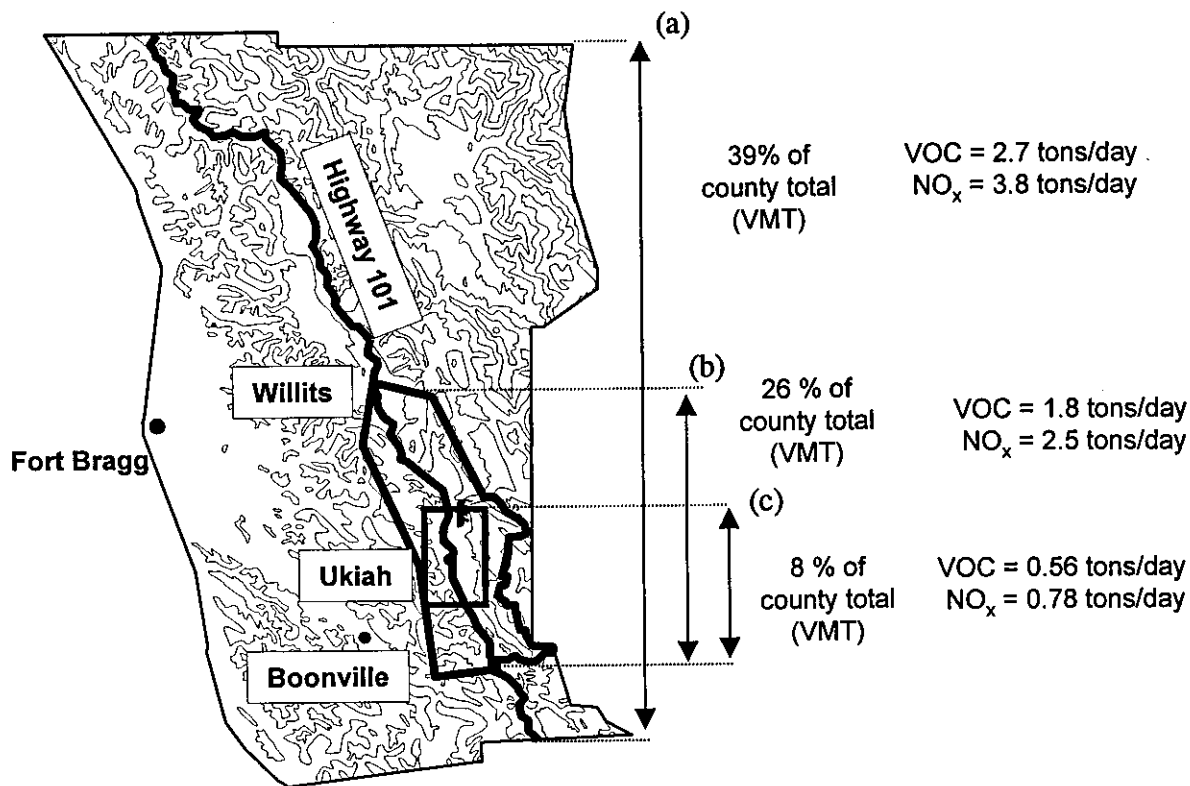 (a)
39% of
county total
(VMT)
VOC = 2.7 tons/day
NOₓ = 3.8 tons/day
Highway 101
(b)
Willits
26 % of
county total
(VMT)
VOC = 1.8 tons/day
NOₓ = 2.5 tons/day
Fort Bragg
(c)
Ukiah
8 % of
county total
(VMT)
VOC = 0.56 tons/day
NOₓ = 0.78 tons/day
Boonville